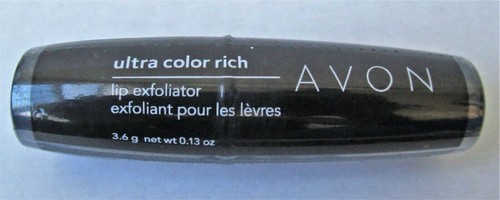 ultra color rich
lip exfoliator
exfoliant pour les lèvres
3.6 g net wt 0.13 oz
AVON